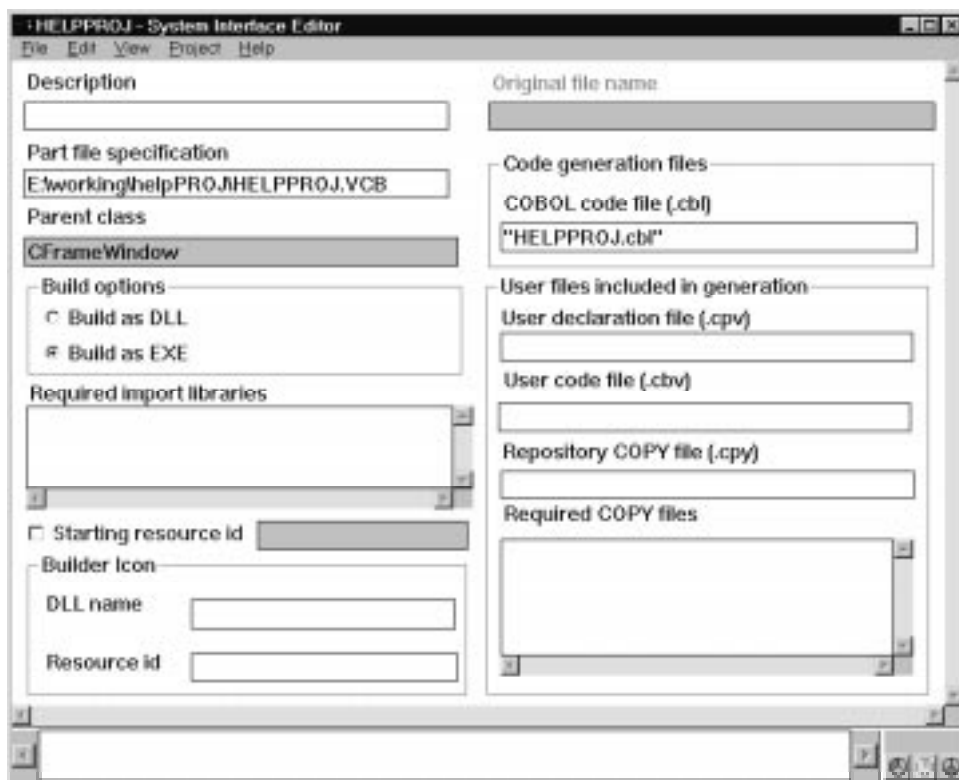 HELPPROJ - System Interface Editor
File Edit View Project Help
Description
Part file specification
E:\working\helpPROJ\HELPPROJ.VCB
Parent class
CFrameWindow
Build options
Build as DLL
Build as EXE
Required import libraries
Starting resource id
Builder Icon
DLL name
Resource id
Original file name
Code generation files
COBOL code file (.cbl)
"HELPPROJ.cbl"
User files included in generation
User declaration file (.cpv)
User code file (.cbv)
Repository COPY file (.cpy)
Required COPY files